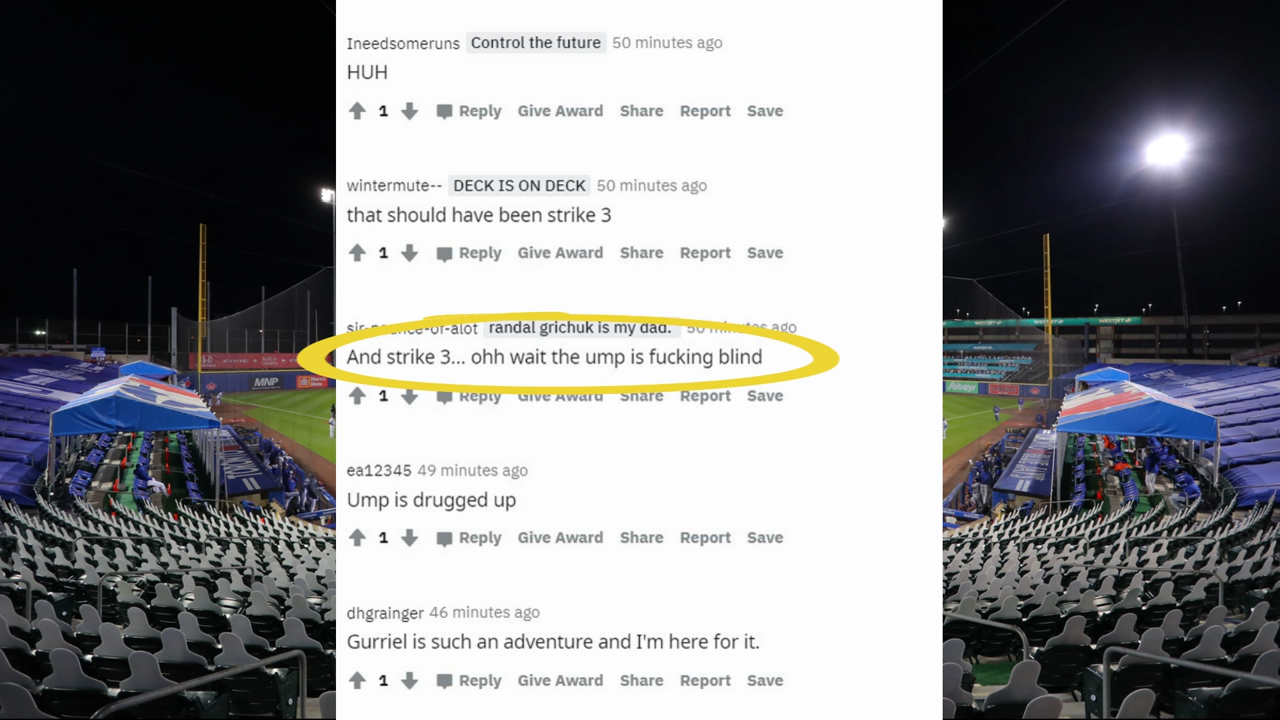 Ineedsomeruns Control the future 50 minutes ago
HUH
1 Reply Give Award Share Report Save
wintermute-- DECK IS ON DECK 50 minutes ago
that should have been strike 3
1 Reply Give Award Share Report Save
randal grichuk is my dad. 50 minutes ago
And strike 3... ohh wait the ump is fucking blind
1 Reply Give Award Share Report Save
ea12345 49 minutes ago
Ump is drugged up
1 Reply Give Award Share Report Save
dhgrainger 46 minutes ago
Gurriel is such an adventure and I'm here for it.
1 Reply Give Award Share Report Save
MNP